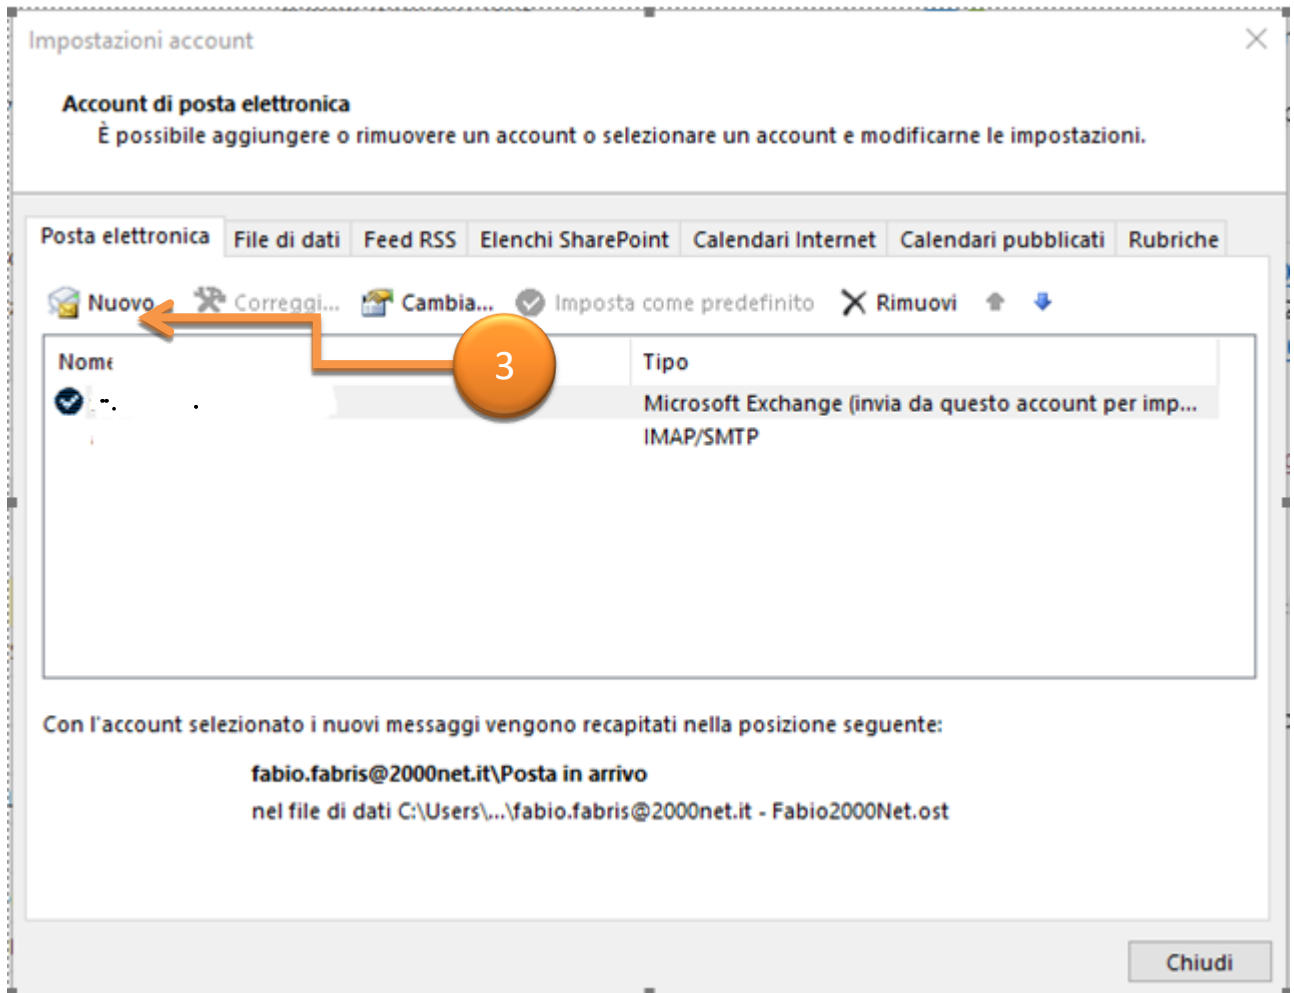 Impostazioni account
Account di posta elettronica
È possibile aggiungere o rimuovere un account o selezionare un account e modificarne le impostazioni.
Posta elettronica File di dati Feed RSS Elenchi SharePoint Calendari Internet Calendari pubblicati Rubriche
Nuovo Correggi... Cambia... Imposta come predefinito Rimuovi
3
Nome Tipo
Microsoft Exchange (invia da questo account per imp...
IMAP/SMTP
Con l'account selezionato i nuovi messaggi vengono recapitati nella posizione seguente:
fabio.fabris@2000net.it\Posta in arrivo
nel file di dati C:\Users\...\fabio.fabris@2000net.it - Fabio2000Net.ost
Chiudi